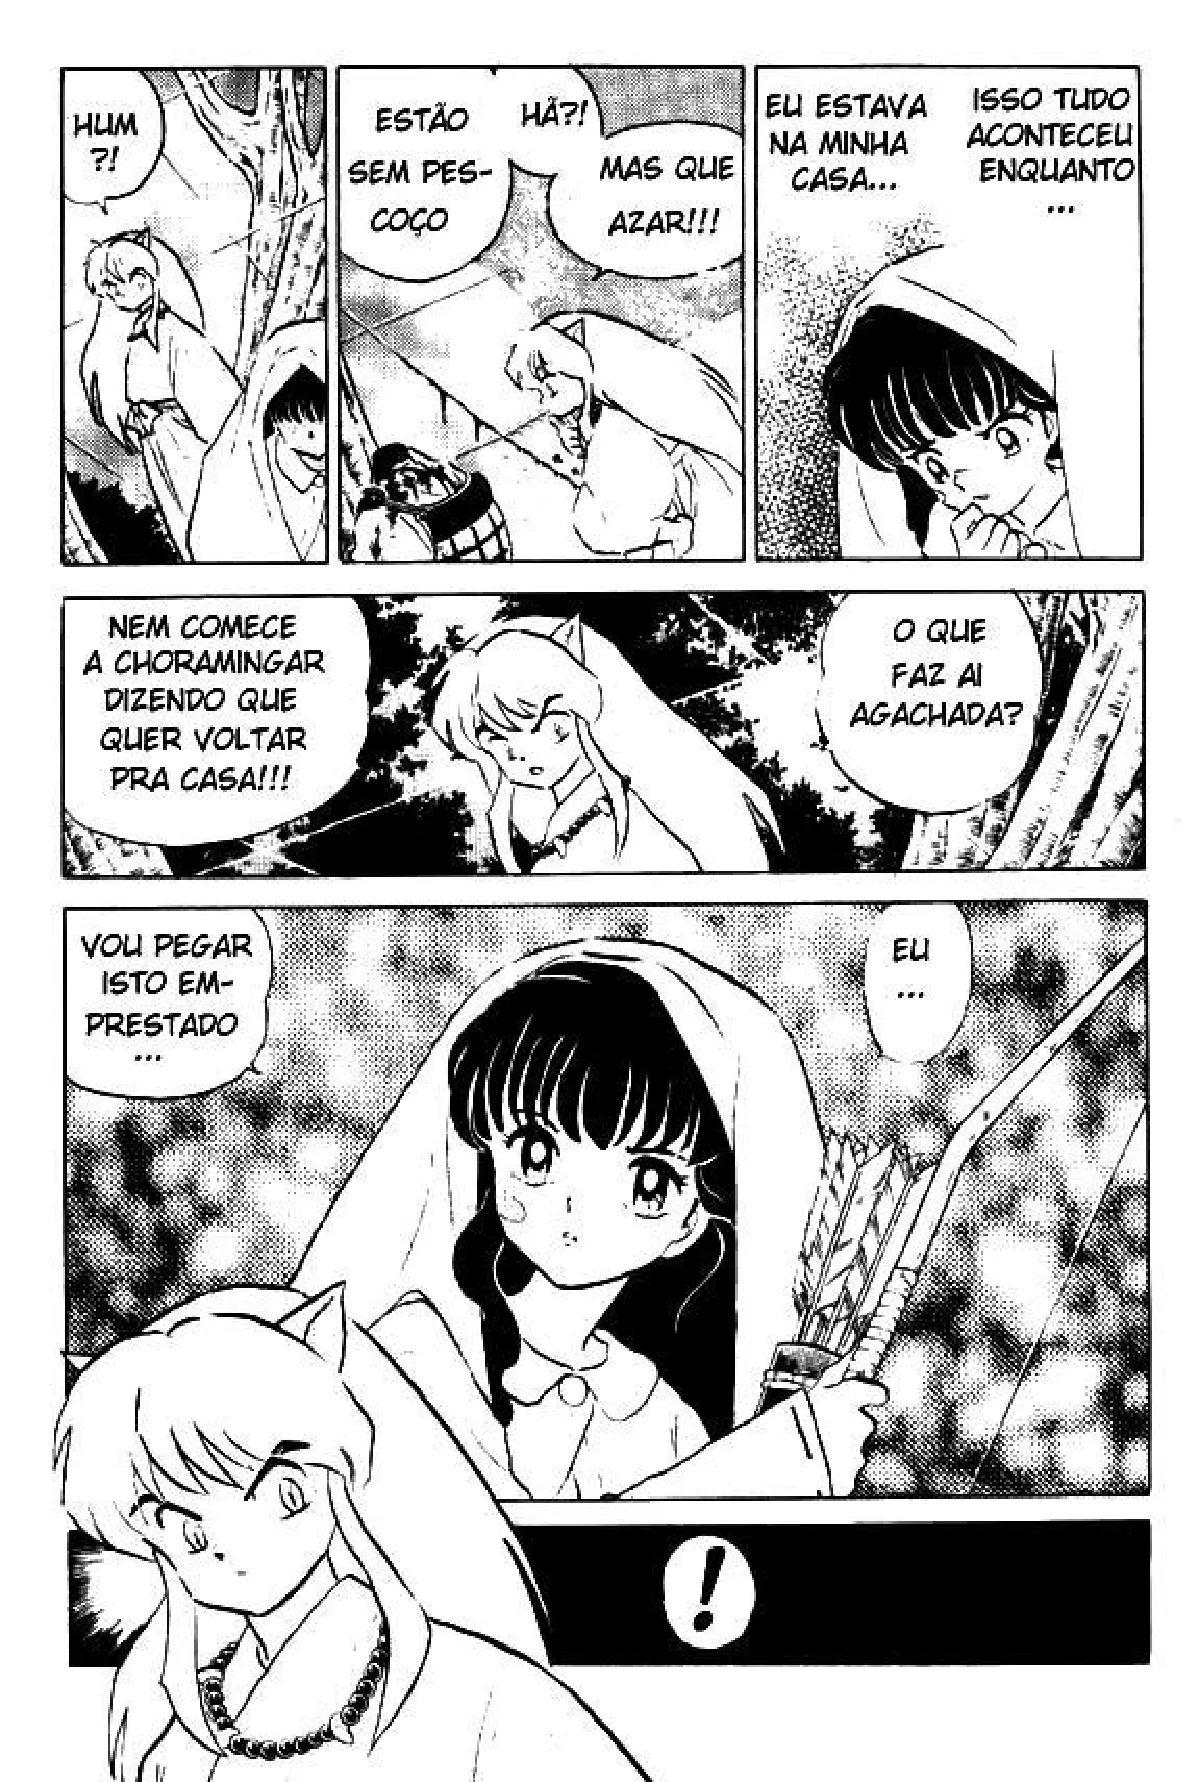 ISSO TUDO
ACONTECEU
ENQUANTO
...
EU ESTAVA
NA MINHA
CASA...
HÃ?!
MAS QUE
AZAR!!!
ESTÃO
SEM PES-
COÇO
HUM
?!
O QUE
FAZ AI
AGACHADA?
NEM COMECE
A CHORAMINGAR
DIZENDO QUE
QUER VOLTAR
PRA CASA!!!
EU
...
VOU PEGAR
ISTO EM-
PRESTADO
...
!